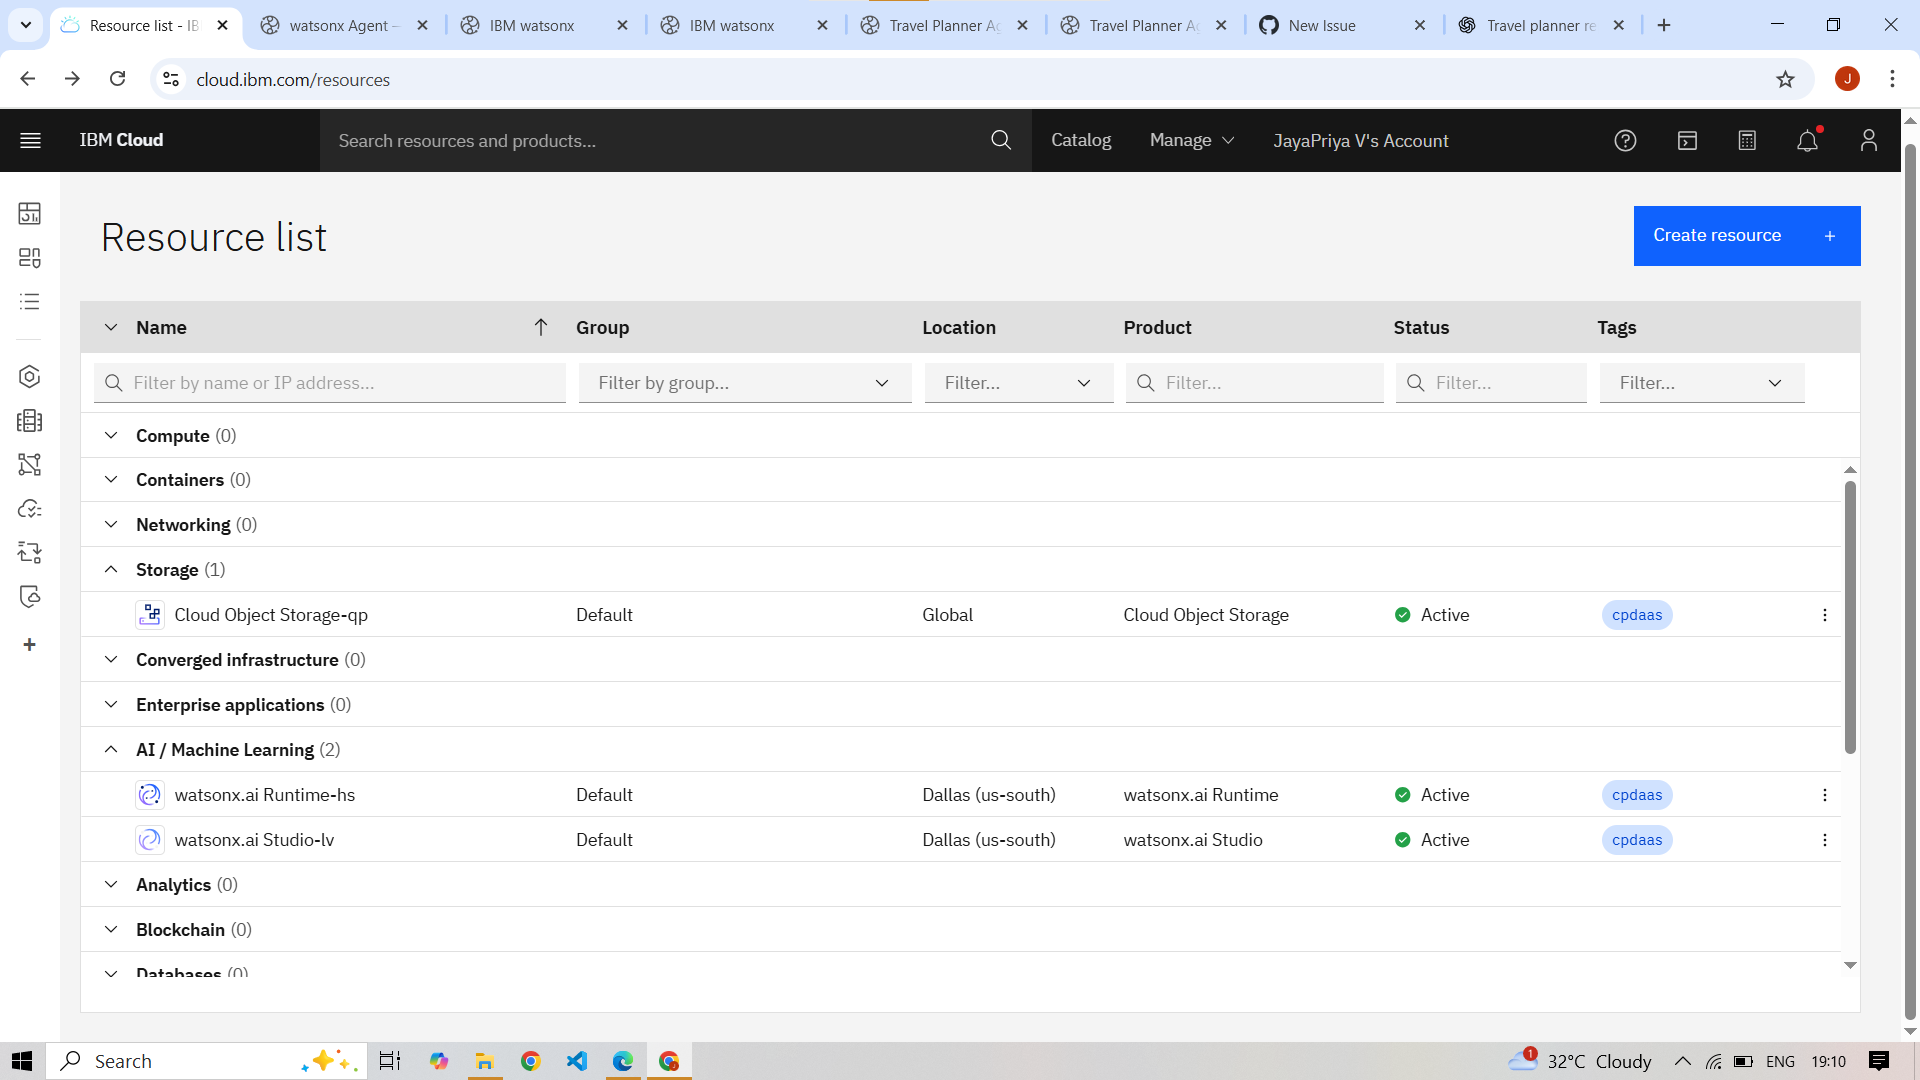 Resource list - IB
watsonx Agent –
IBM watsonx
IBM watsonx
Travel Planner Ag
Travel Planner Ag
New Issue
Travel planner re
cloud.ibm.com/resources
J
IBM Cloud
Search resources and products...
Catalog
Manage
JayaPriya V's Account
Resource list
Create resource +
Name
Group
Location
Product
Status
Tags
Filter by name or IP address...
Filter by group...
Filter...
Filter...
Filter...
Filter...
Compute (0)
Containers (0)
Networking (0)
Storage (1)
Cloud Object Storage-qp
Default
Global
Cloud Object Storage
Active
cpdaas
Converged infrastructure (0)
Enterprise applications (0)
AI / Machine Learning (2)
watsonx.ai Runtime-hs
Default
Dallas (us-south)
watsonx.ai Runtime
Active
cpdaas
watsonx.ai Studio-lv
Default
Dallas (us-south)
watsonx.ai Studio
Active
cpdaas
Analytics (0)
Blockchain (0)
Databases (0)
Search
1
32°C Cloudy
ENG
19:10